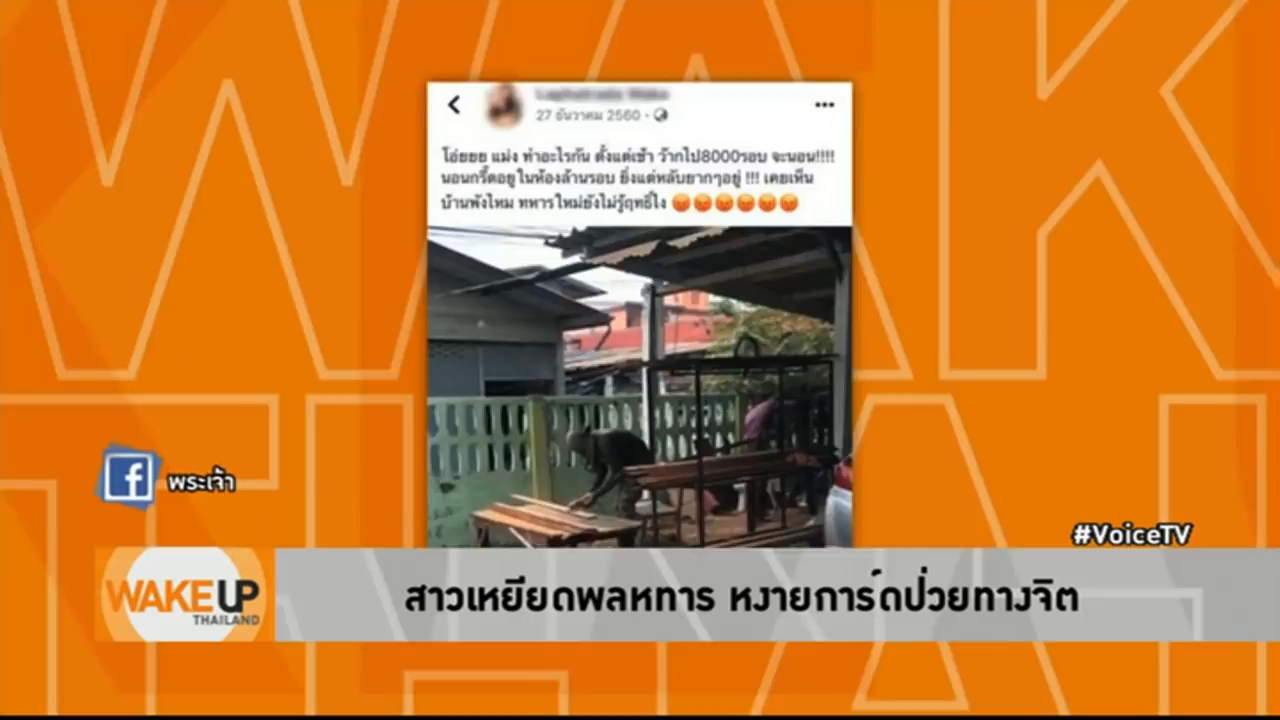 27 ธันวาคม 2560
โอ๋ยยย แม่ง ทำอะไรกัน ตั้งแต่เช้า ว๊ากไป8000รอบ จะนอน!!!!
นอนกรี๊ดอยู่ในห้องล้านรอบ ยิ่งแต่หลับยากๆอยู่ !!! เคยเห็น
บ้านพังไหม ทหารใหม่ยังไม่รู้ฤทธิ์ไง
พระเจ้า
#VoiceTV
WAKE UP
THAILAND
สาวเหยียดพลทหาร หงายการ์ดป่วยทางจิต
WAK
THAI